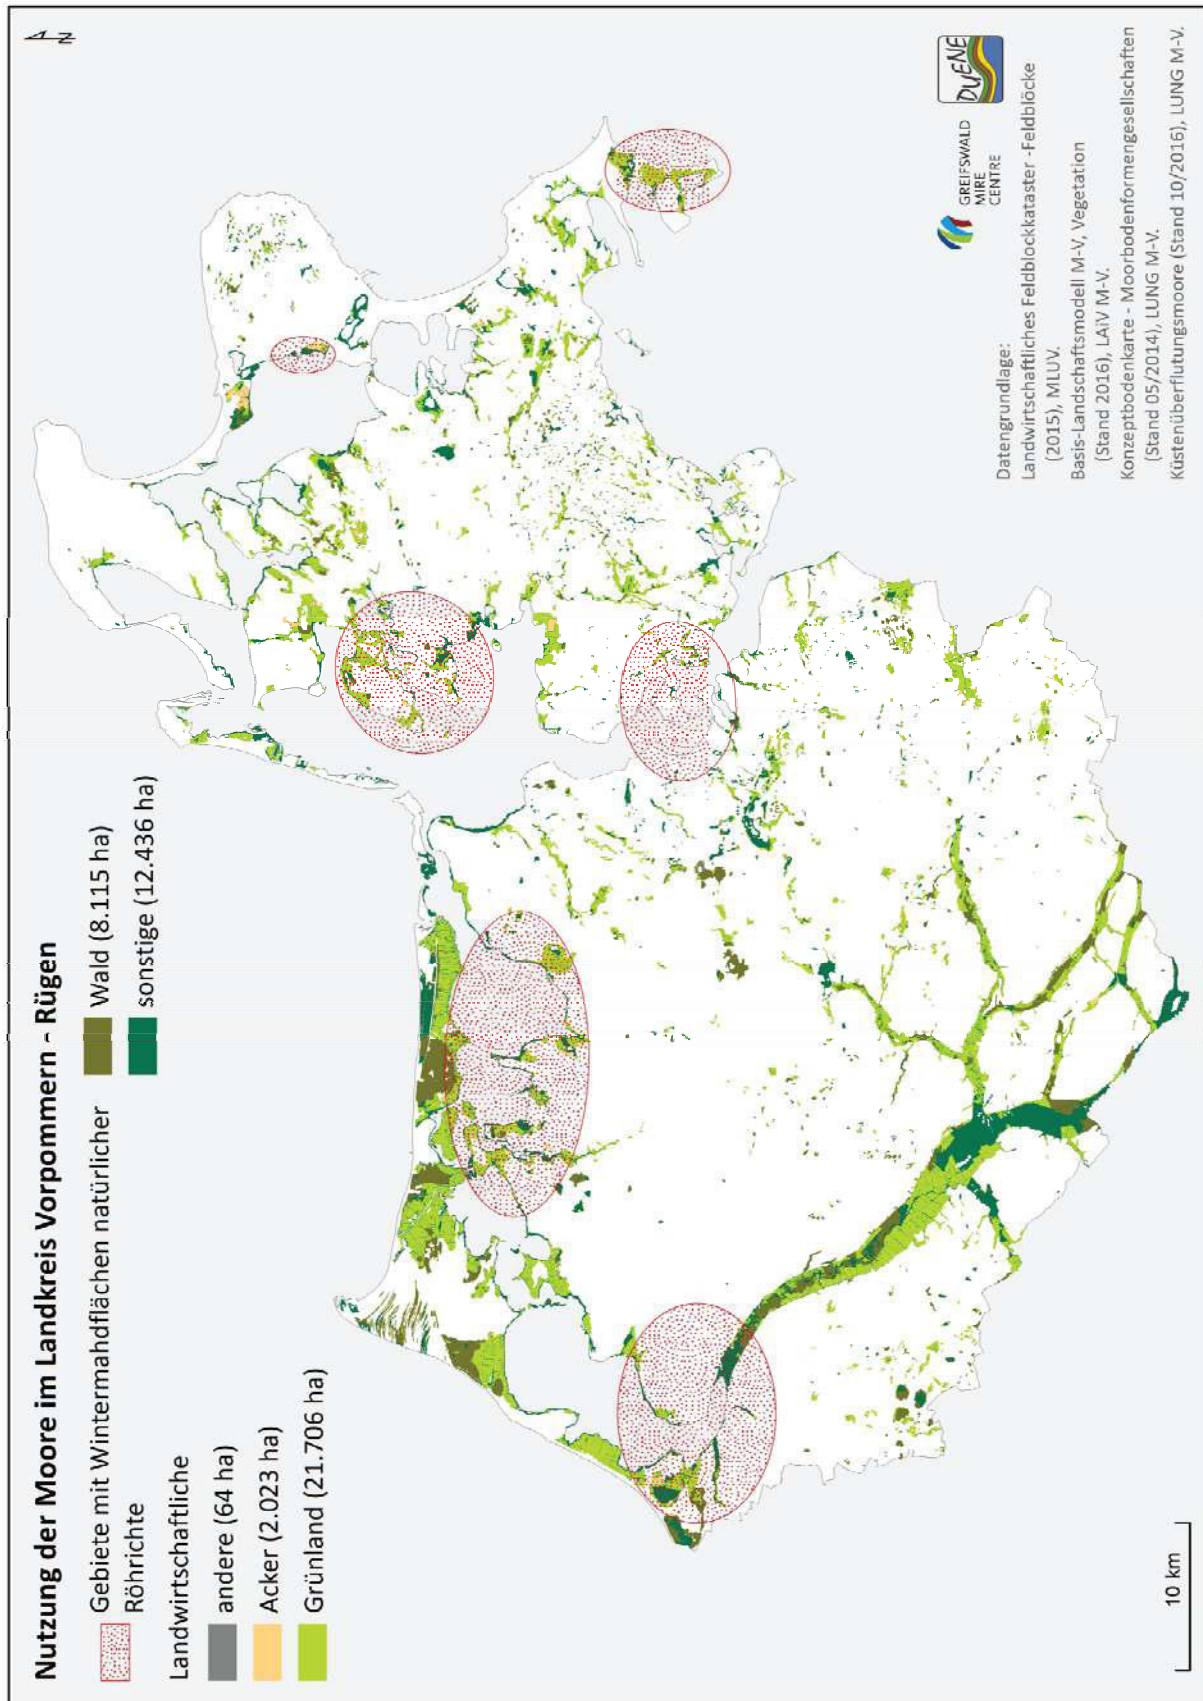 Nutzung der Moore im Landkreis Vorpommern - Rügen
Gebiete mit Wintermahdflächen natürlicher
Röhrichte
Landwirtschaftliche
andere (64 ha)
Acker (2.023 ha)
Grünland (21.706 ha)
Wald (8.115 ha)
sonstige (12.436 ha)
N
10 km
GREIFSWALD
MIRE
CENTRE
DUENE
Datengrundlage:
Landwirtschaftliches Feldblockkataster -Feldblöcke
(2015), MLUV.
Basis-Landschaftsmodell M-V, Vegetation
(Stand 2016), LAiV M-V.
Konzeptbodenkarte - Moorbodenformengesellschaften
(Stand 05/2014), LUNG M-V.
Küstenüberflutungsmoore (Stand 10/2016), LUNG M-V.